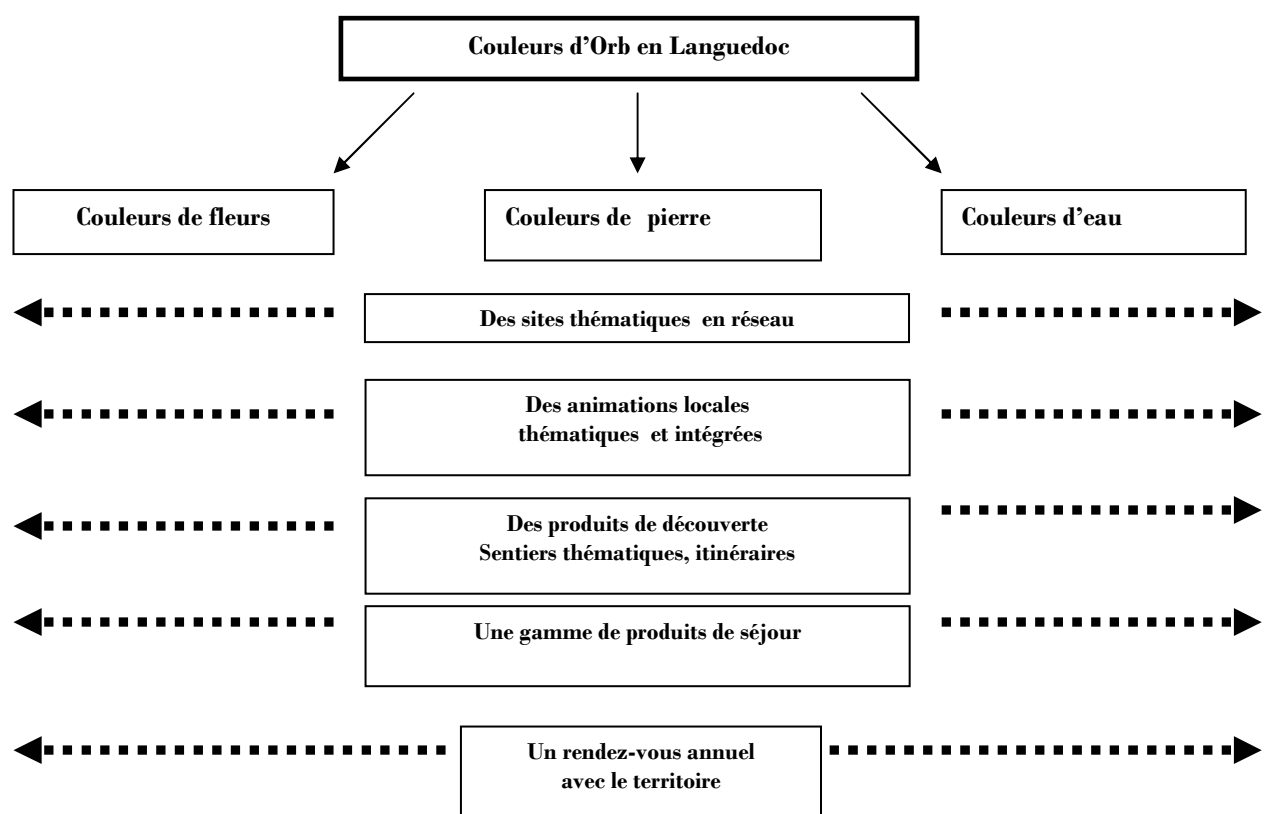 Couleurs d’Orb en Languedoc
Couleurs de fleurs
Couleurs de pierre
Couleurs d’eau
Des sites thématiques en réseau
Des animations locales
thématiques et intégrées
Des produits de découverte
Sentiers thématiques, itinéraires
Une gamme de produits de séjour
Un rendez-vous annuel
avec le territoire